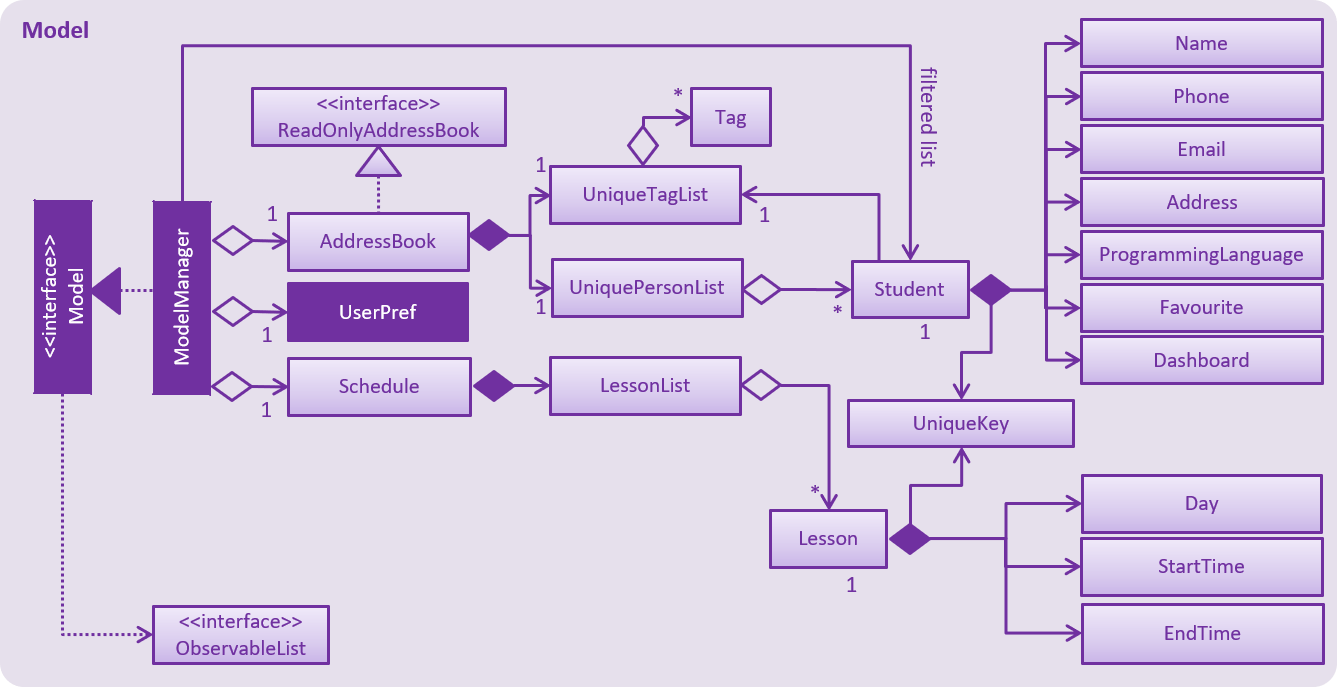 Model
<<interface>>
Model
ModelManager
<<interface>>
ReadOnlyAddressBook
1
AddressBook
UserPref
1
Schedule
1
<<interface>>
ObservableList
*
Tag
1
UniqueTagList
1
UniquePersonList
1
LessonList
filtered list
Student
*
1
UniqueKey
*
Lesson
1
Name
Phone
Email
Address
ProgrammingLanguage
Favourite
Dashboard
Day
StartTime
EndTime